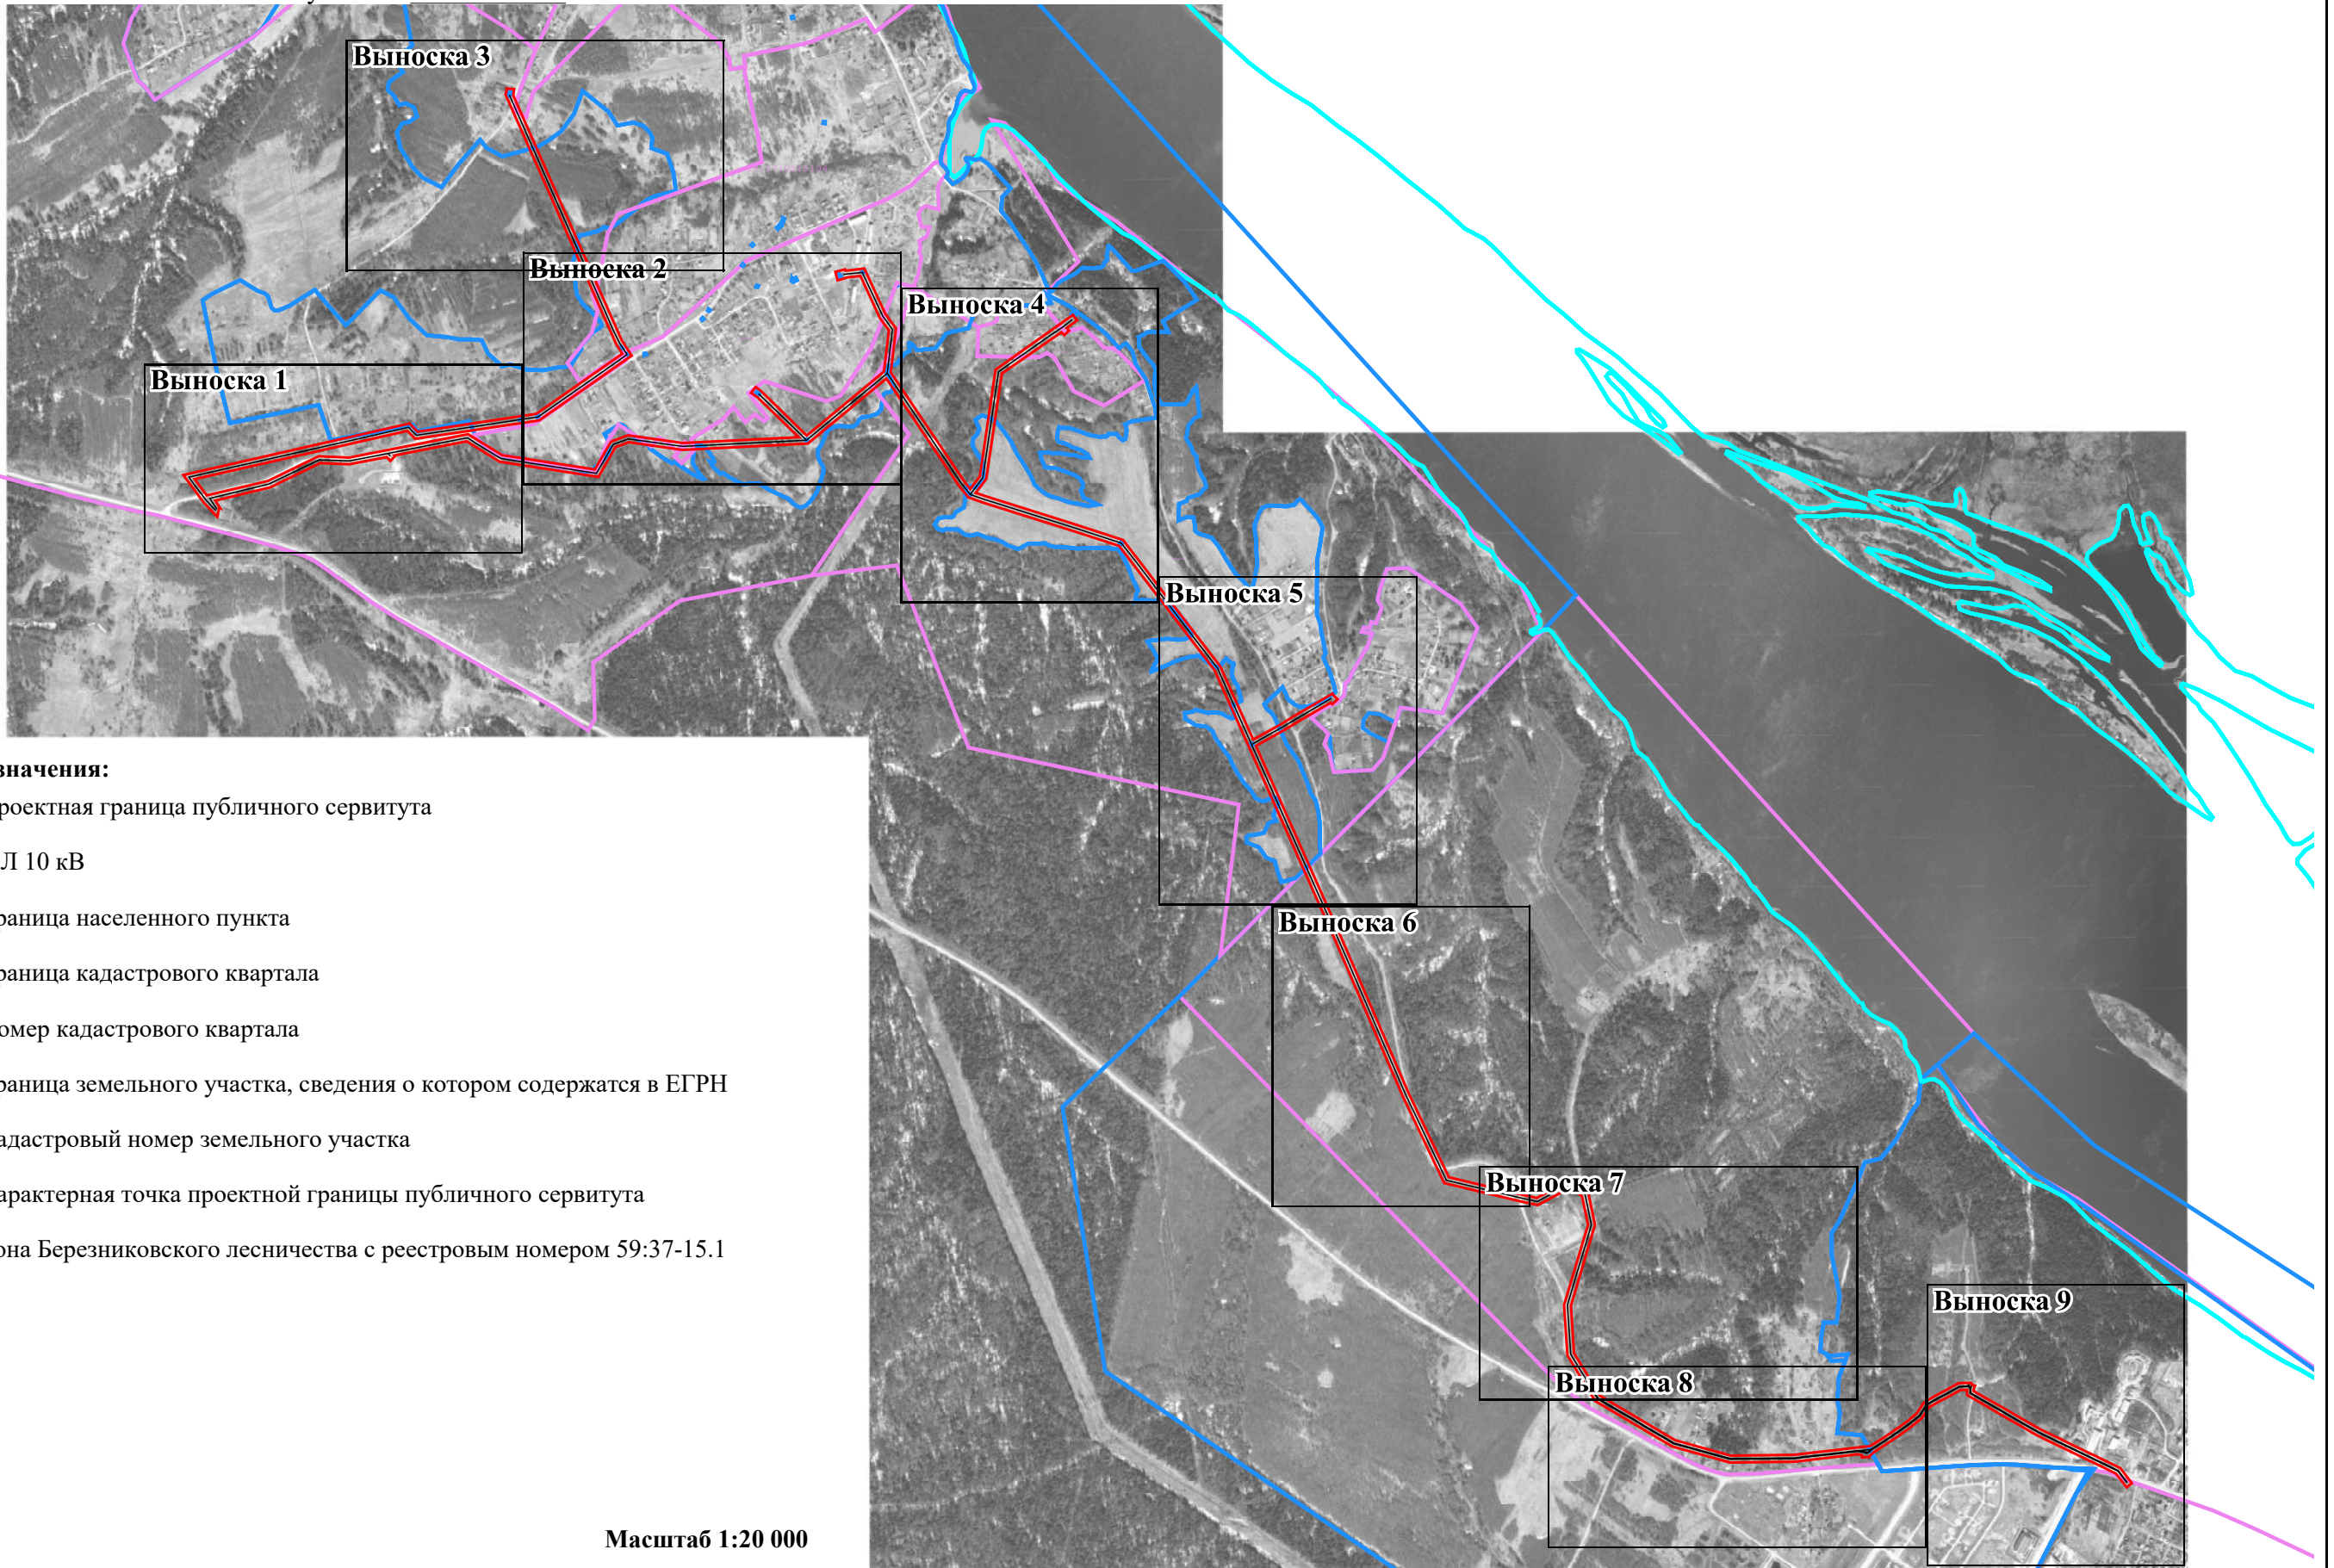 Выноска 3
Выноска 2
Выноска 4
Выноска 1
Выноска 5
значения:
роектная граница публичного сервитута
Л 10 кВ
раница населенного пункта
Выноска 6
раница кадастрового квартала
омер кадастрового квартала
раница земельного участка, сведения о котором содержатся в ЕГРН
адастровый номер земельного участка
арактерная точка проектной границы публичного сервитута
Выноска 7
она Березниковского лесничества с реестровым номером 59:37-15.1
Выноска 9
Выноска 8
Масштаб 1:20 000